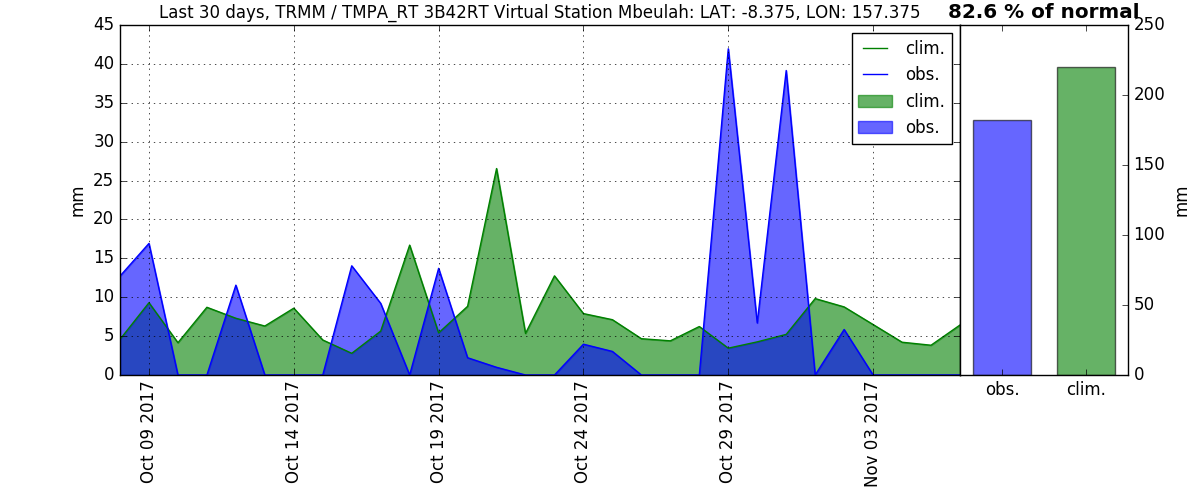 Last 30 days, TRMM / TMPA_RT 3B42RT Virtual Station Mbeulah: LAT: -8.375, LON: 157.375
82.6 % of normal
45
40
35
30
25
20
15
10
5
0
mm
clim.
obs.
clim.
obs.
250
200
150
100
50
0
mm
Oct 09 2017
Oct 14 2017
Oct 19 2017
Oct 24 2017
Oct 29 2017
Nov 03 2017
obs.
clim.